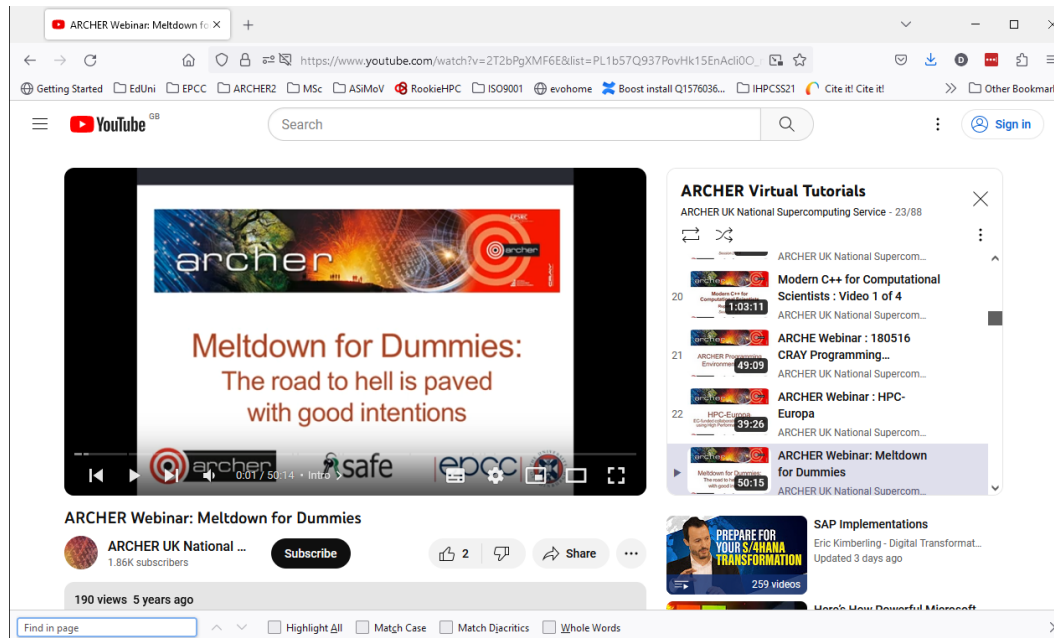 ARCHER Webinar: Meltdown fo
https://www.youtube.com/watch?v=2T2bPgXMF6E&list=PL1b57Q937PovHk15EnAcli0O_
Getting Started EdUni EPCC ARCHER2 MSc ASiMoV RookieHPC ISO9001 evohome Boost install Q1576036... IHPCSS21 Cite it! Cite it! Other Bookmar
YouTube GB
Search
Sign in
EPSRC
archer
archer
CRAY
Meltdown for Dummies:
The road to hell is paved
with good intentions
archer safe epcc
0:01 / 50:14 • Intro
ARCHER Webinar: Meltdown for Dummies
ARCHER UK National ...
1.86K subscribers
Subscribe
2
Share
190 views 5 years ago
ARCHER Virtual Tutorials
ARCHER UK National Supercomputing Service - 23/88
ARCHER UK National Supercom...
20
Modern C++ for Computational
Scientists : Video 1 of 4
ARCHER UK National Supercom...
1:03:11
21
ARCHE Webinar : 180516
CRAY Programming...
ARCHER UK National Supercom...
49:09
22
ARCHER Webinar : HPC-
Europa
ARCHER UK National Supercom...
39:26
ARCHER Webinar: Meltdown
for Dummies
ARCHER UK National Supercom...
50:15
PREPARE FOR
YOUR S/4HANA
TRANSFORMATION
259 videos
SAP Implementations
Eric Kimberling - Digital Transformat...
Updated 3 days ago
Here's How Powerful Microsoft
Find in page
Highlight All Match Case Match Diacritics Whole Words